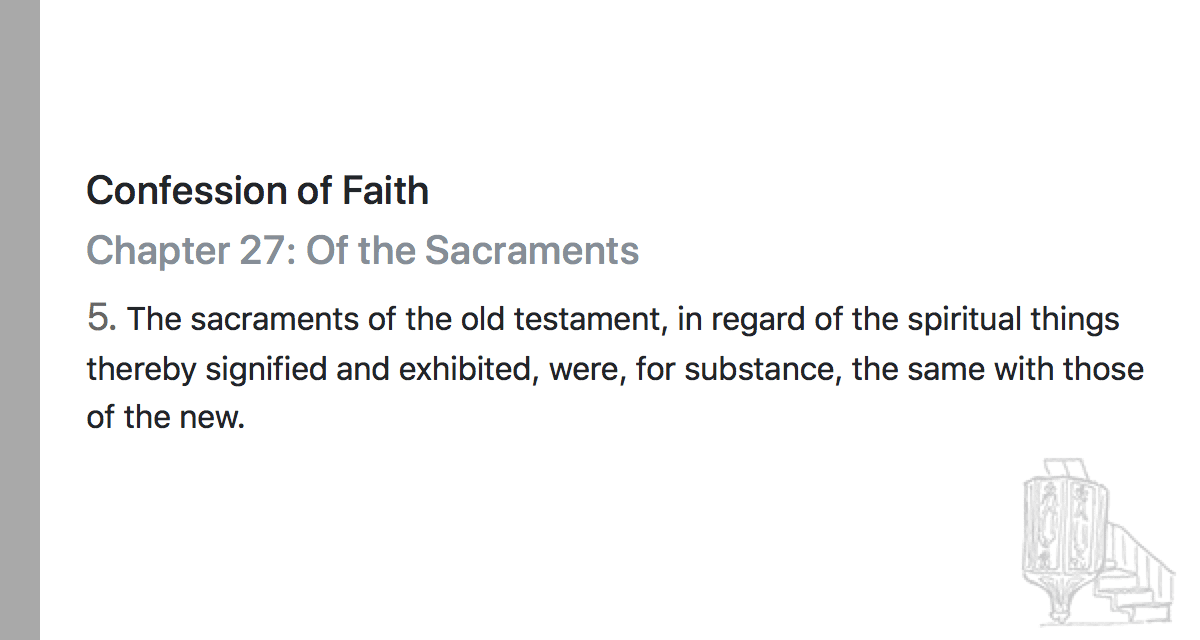 Confession of Faith
Chapter 27: Of the Sacraments
5. The sacraments of the old testament, in regard of the spiritual things
thereby signified and exhibited, were, for substance, the same with those
of the new.